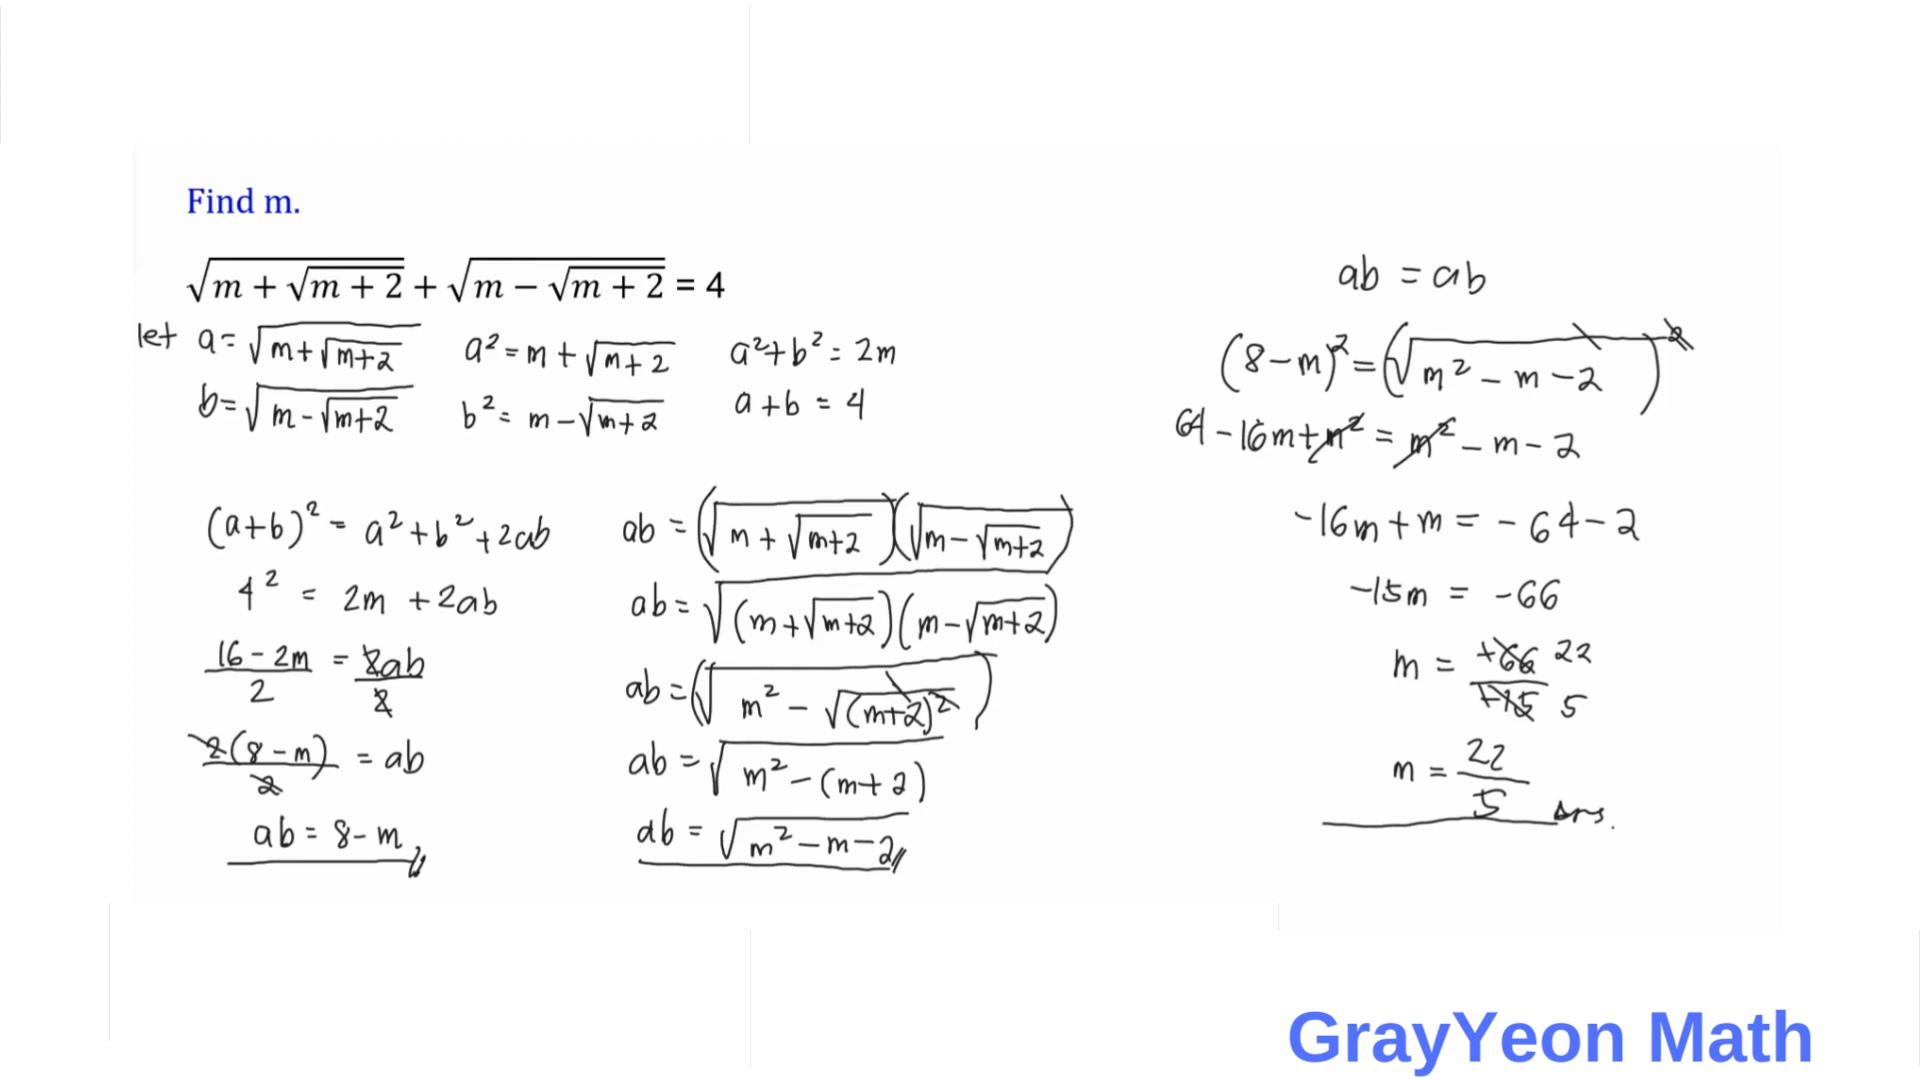 Find m.
√(m + √(m + 2)) + √(m − √(m + 2)) = 4
let a = √(m+√(m+2))  a² = m + √(m+2)  a²+b² = 2m
b = √(m-√(m+2))  b² = m − √(m+2)  a+b = 4
(a+b)² = a²+b²+2ab
4² = 2m + 2ab
(16 − 2m)/2 = 2ab/2
2(8 − m)/2 = ab
ab = 8 − m
ab = (√(m + √(m+2)))(√(m − √(m+2)))
ab = √((m+√(m+2))(m−√(m+2)))
ab = (√(m² − √((m+2)²)))
ab = √(m² − (m+2))
ab = √(m² − m − 2)
ab = ab
(8 − m)² = (√(m² − m − 2))²
64 − 16m + m² = m² − m − 2
-16m + m = -64 − 2
-15m = -66
m = +66/+15 22/5
m = 22/5 Ans.
GrayYeon Math